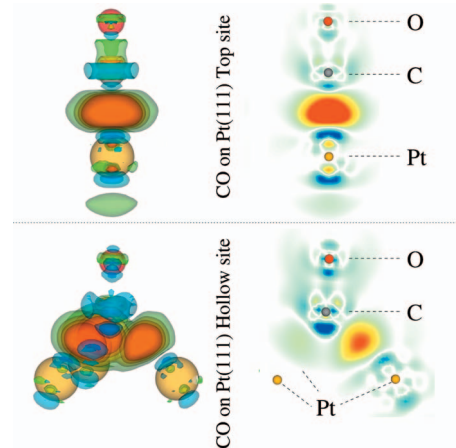 CO on Pt(111) Top site
O
C
Pt
CO on Pt(111) Hollow site
O
C
Pt